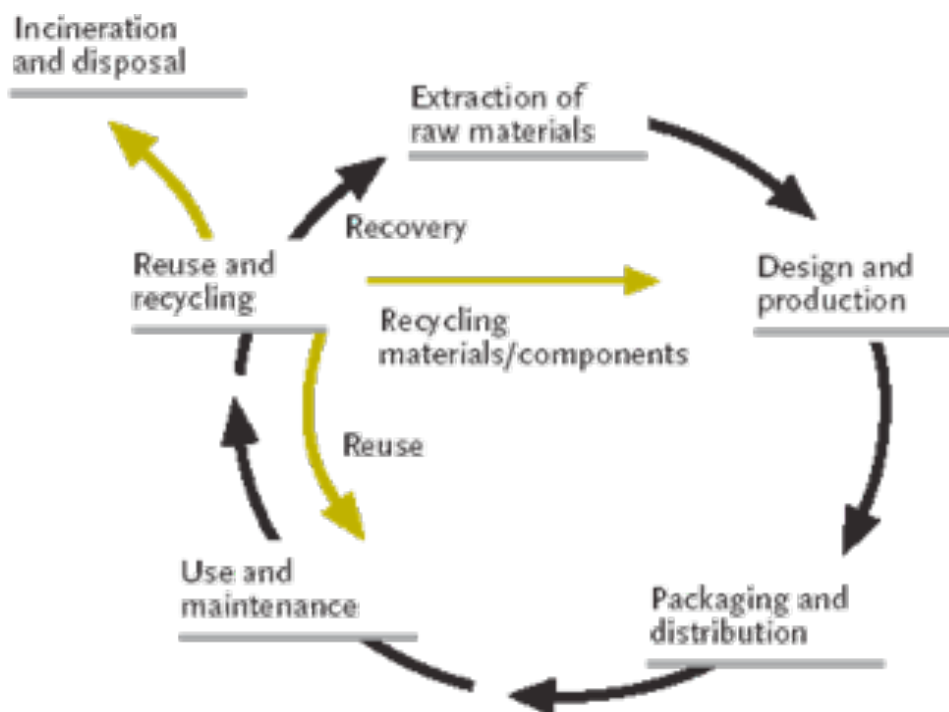 Incineration
and disposal
Extraction of
raw materials
Recovery
Reuse and
recycling
Design and
production
Recycling
materials/components
Reuse
Use and
maintenance
Packaging and
distribution